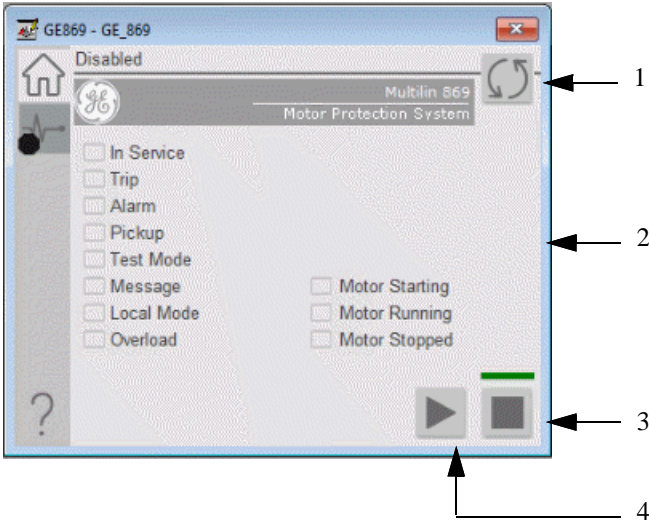 GE869 - GE_869
Disabled
GE
Multilin 869
Motor Protection System
In Service
Trip
Alarm
Pickup
Test Mode
Message
Motor Starting
Local Mode
Motor Running
Overload
Motor Stopped
?
1
2
3
4